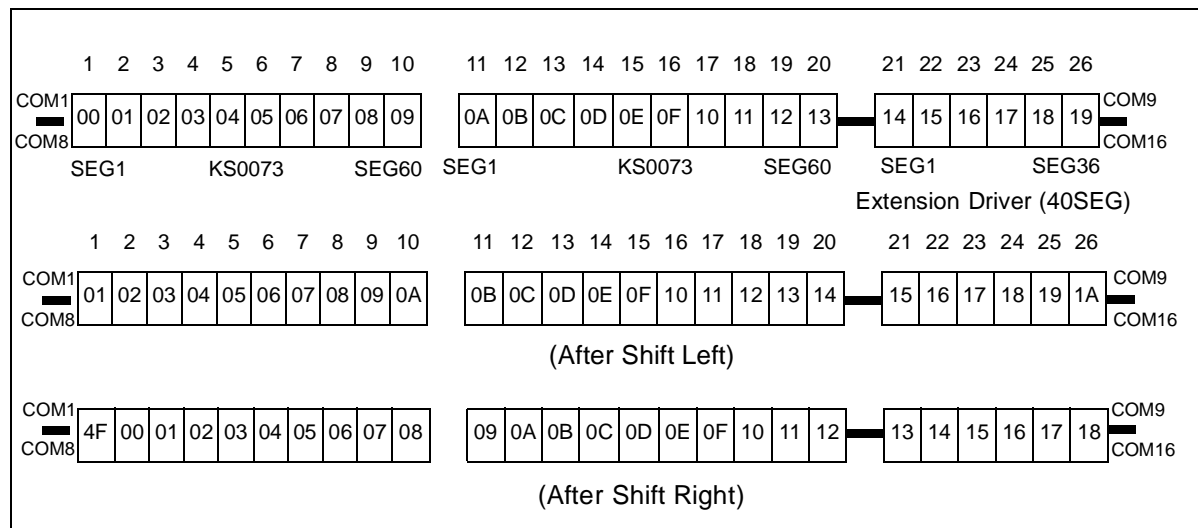 1 2 3 4 5 6 7 8 9 10 11 12 13 14 15 16 17 18 19 20 21 22 23 24 25 26
COM1 00 01 02 03 04 05 06 07 08 09 0A 0B 0C 0D 0E 0F 10 11 12 13 14 15 16 17 18 19 COM9
COM8 COM16
SEG1 KS0073 SEG60 SEG1 KS0073 SEG60 SEG1 SEG36
Extension Driver (40SEG)
1 2 3 4 5 6 7 8 9 10 11 12 13 14 15 16 17 18 19 20 21 22 23 24 25 26
COM1 01 02 03 04 05 06 07 08 09 0A 0B 0C 0D 0E 0F 10 11 12 13 14 15 16 17 18 19 1A COM9
COM8 COM16
(After Shift Left)
COM1 4F 00 01 02 03 04 05 06 07 08 09 0A 0B 0C 0D 0E 0F 10 11 12 13 14 15 16 17 18 COM9
COM8 COM16
(After Shift Right)